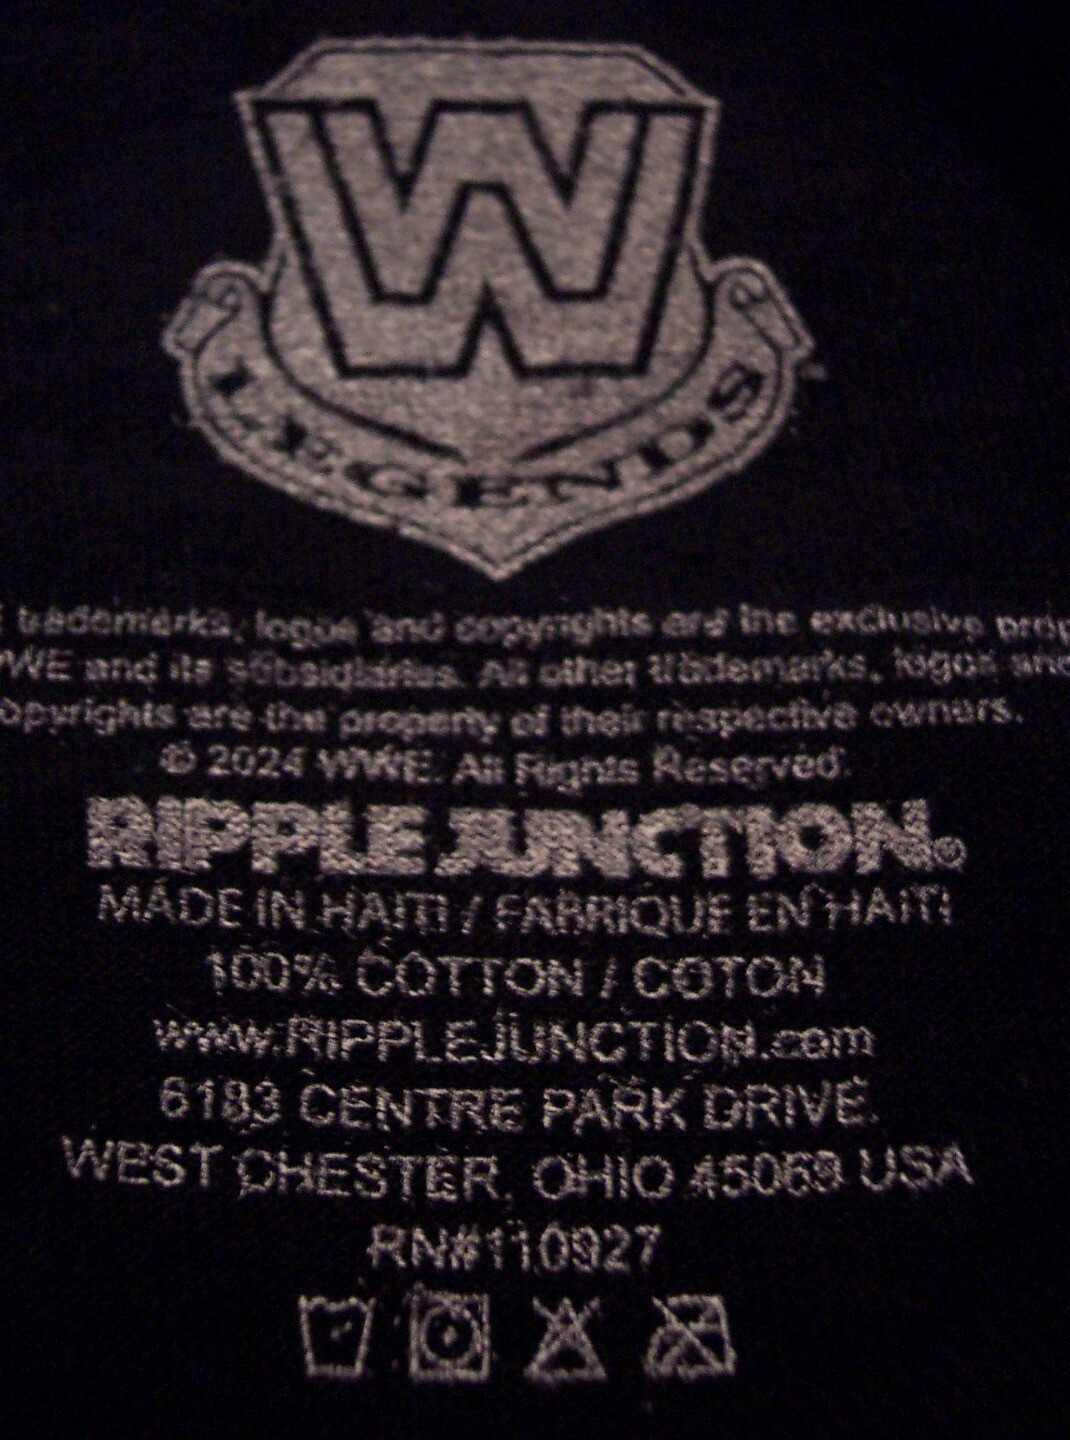 W
LEGENDS
trademarks, logos and copyrights are the exclusive
WWE and its subsidiaries. All other trademarks, logos and
copyrights are the property of their respective owners.
© 2024 WWE. All Rights Reserved.
RIPPLE JUNCTION®
MADE IN HAITI / FABRIQUE EN HAITI
100% COTTON / COTON
www.RIPPLEJUNCTION.com
6183 CENTRE PARK DRIVE.
WEST CHESTER, OHIO 45069 USA
RN#110927